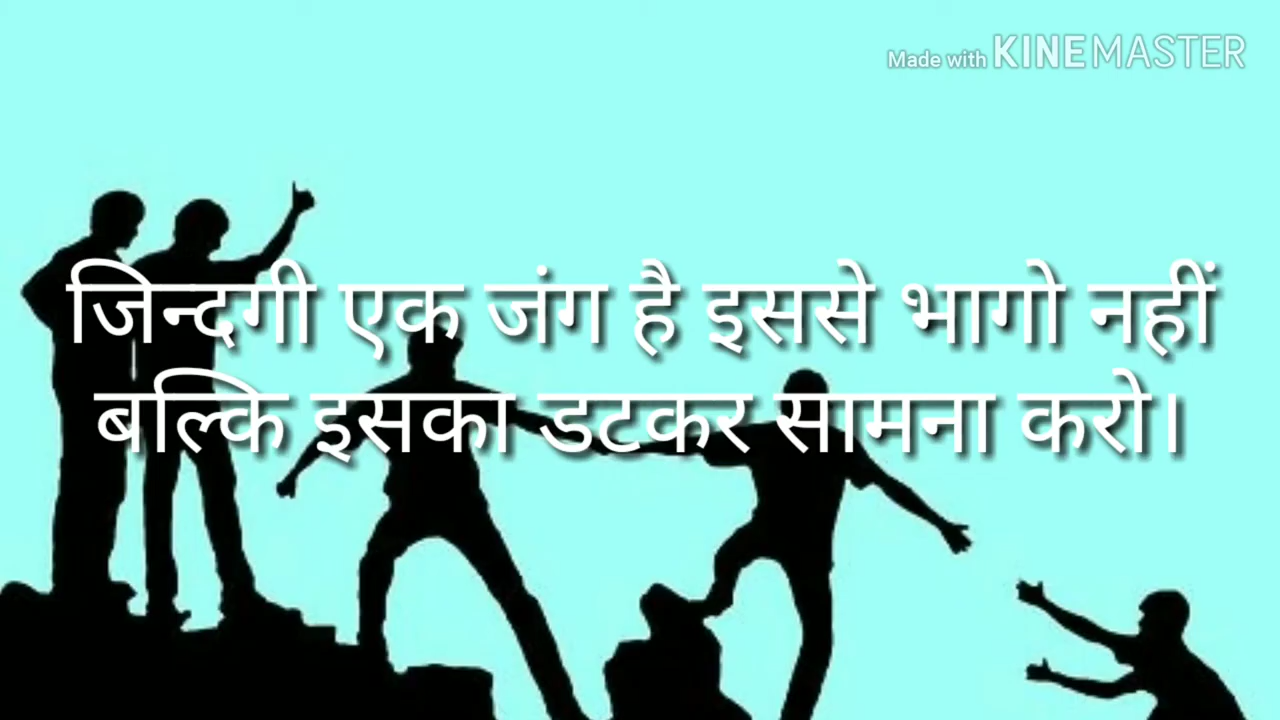 Made with KINEMASTER
जिन्दगी एक जंग है इससे भागो नहीं
बल्कि इसका डटकर सामना करो।